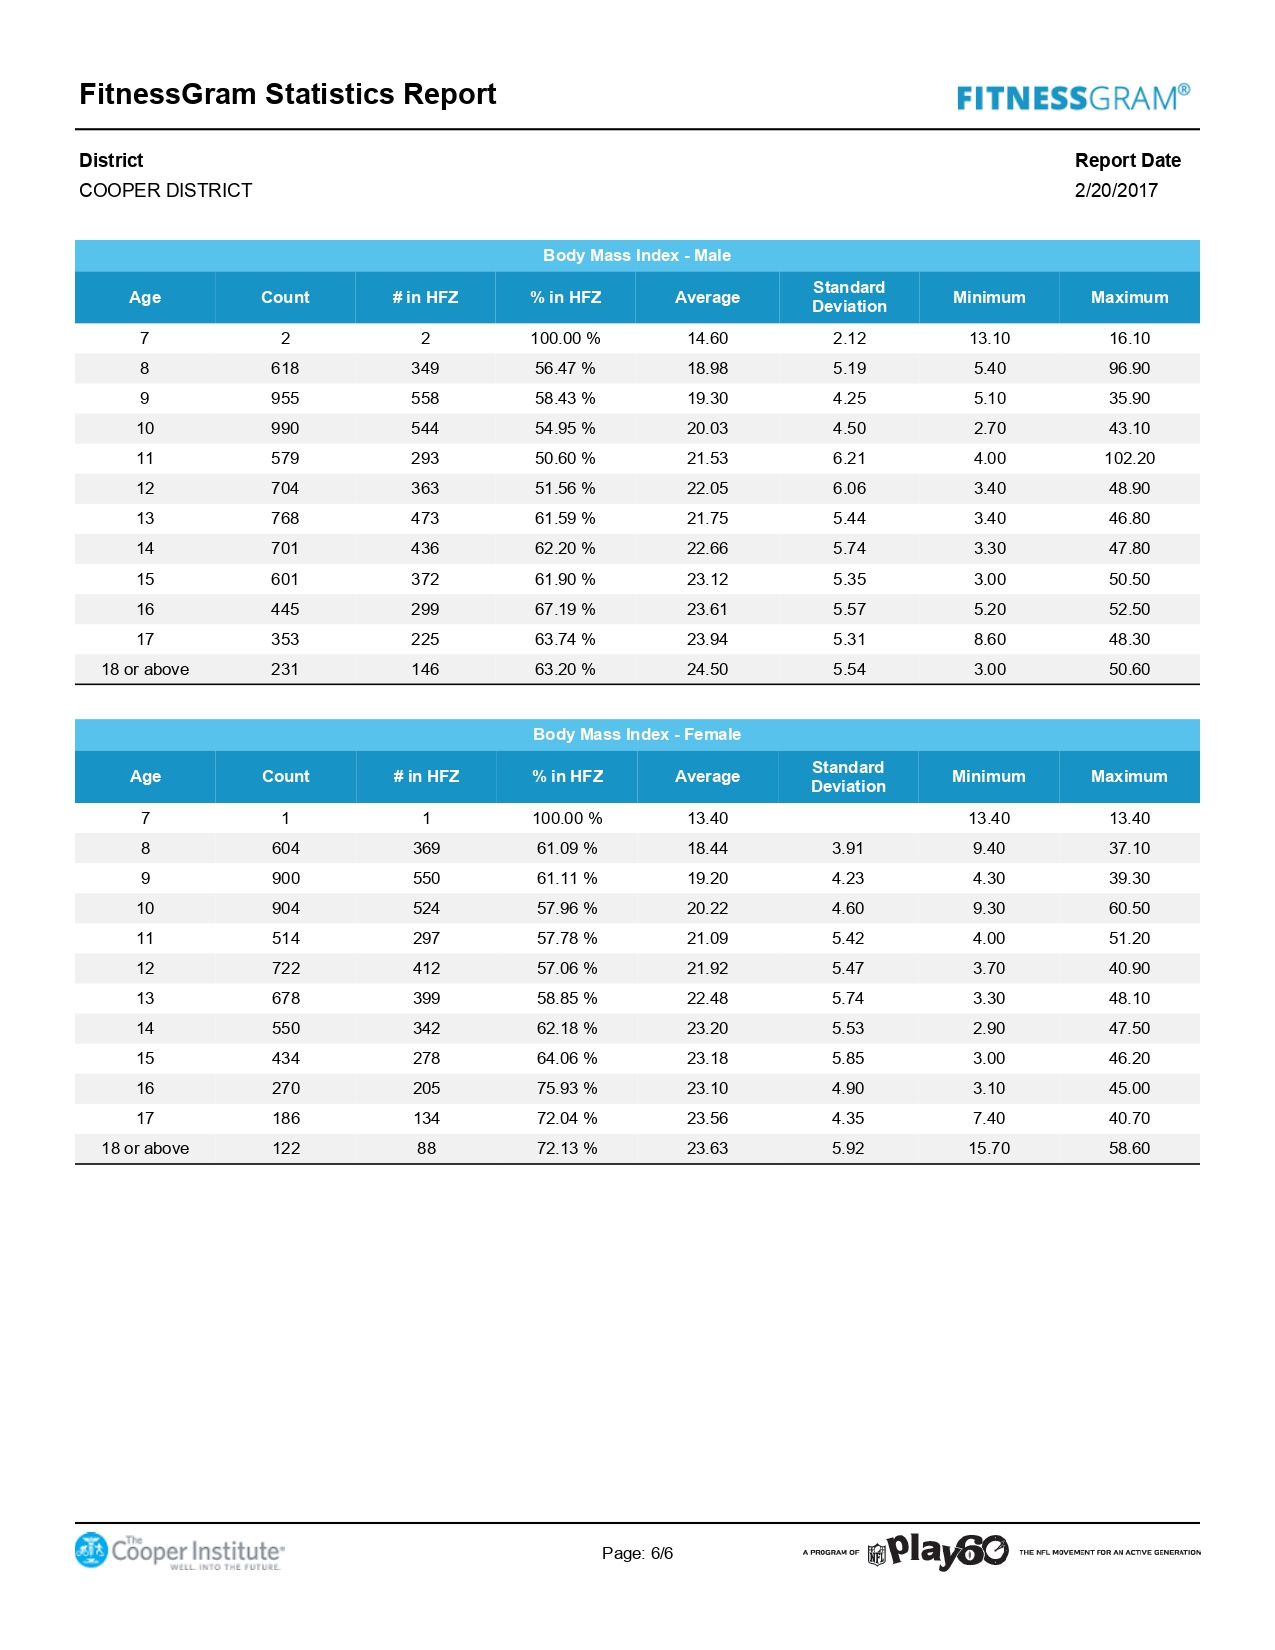 FitnessGram Statistics Report
FITNESSGRAM®
District
Report Date
COOPER DISTRICT
2/20/2017
Body Mass Index - Male
Age Count # in HFZ % in HFZ Average Standard Deviation Minimum Maximum
7 2 2 100.00 % 14.60 2.12 13.10 16.10
8 618 349 56.47 % 18.98 5.19 5.40 96.90
9 955 558 58.43 % 19.30 4.25 5.10 35.90
10 990 544 54.95 % 20.03 4.50 2.70 43.10
11 579 293 50.60 % 21.53 6.21 4.00 102.20
12 704 363 51.56 % 22.05 6.06 3.40 48.90
13 768 473 61.59 % 21.75 5.44 3.40 46.80
14 701 436 62.20 % 22.66 5.74 3.30 47.80
15 601 372 61.90 % 23.12 5.35 3.00 50.50
16 445 299 67.19 % 23.61 5.57 5.20 52.50
17 353 225 63.74 % 23.94 5.31 8.60 48.30
18 or above 231 146 63.20 % 24.50 5.54 3.00 50.60
Body Mass Index - Female
Age Count # in HFZ % in HFZ Average Standard Deviation Minimum Maximum
7 1 1 100.00 % 13.40 13.40 13.40
8 604 369 61.09 % 18.44 3.91 9.40 37.10
9 900 550 61.11 % 19.20 4.23 4.30 39.30
10 904 524 57.96 % 20.22 4.60 9.30 60.50
11 514 297 57.78 % 21.09 5.42 4.00 51.20
12 722 412 57.06 % 21.92 5.47 3.70 40.90
13 678 399 58.85 % 22.48 5.74 3.30 48.10
14 550 342 62.18 % 23.20 5.53 2.90 47.50
15 434 278 64.06 % 23.18 5.85 3.00 46.20
16 270 205 75.93 % 23.10 4.90 3.10 45.00
17 186 134 72.04 % 23.56 4.35 7.40 40.70
18 or above 122 88 72.13 % 23.63 5.92 15.70 58.60
The
Cooper Institute®
WELL. INTO THE FUTURE.
Page: 6/6
A PROGRAM OF NFL play60 THE NFL MOVEMENT FOR AN ACTIVE GENERATION